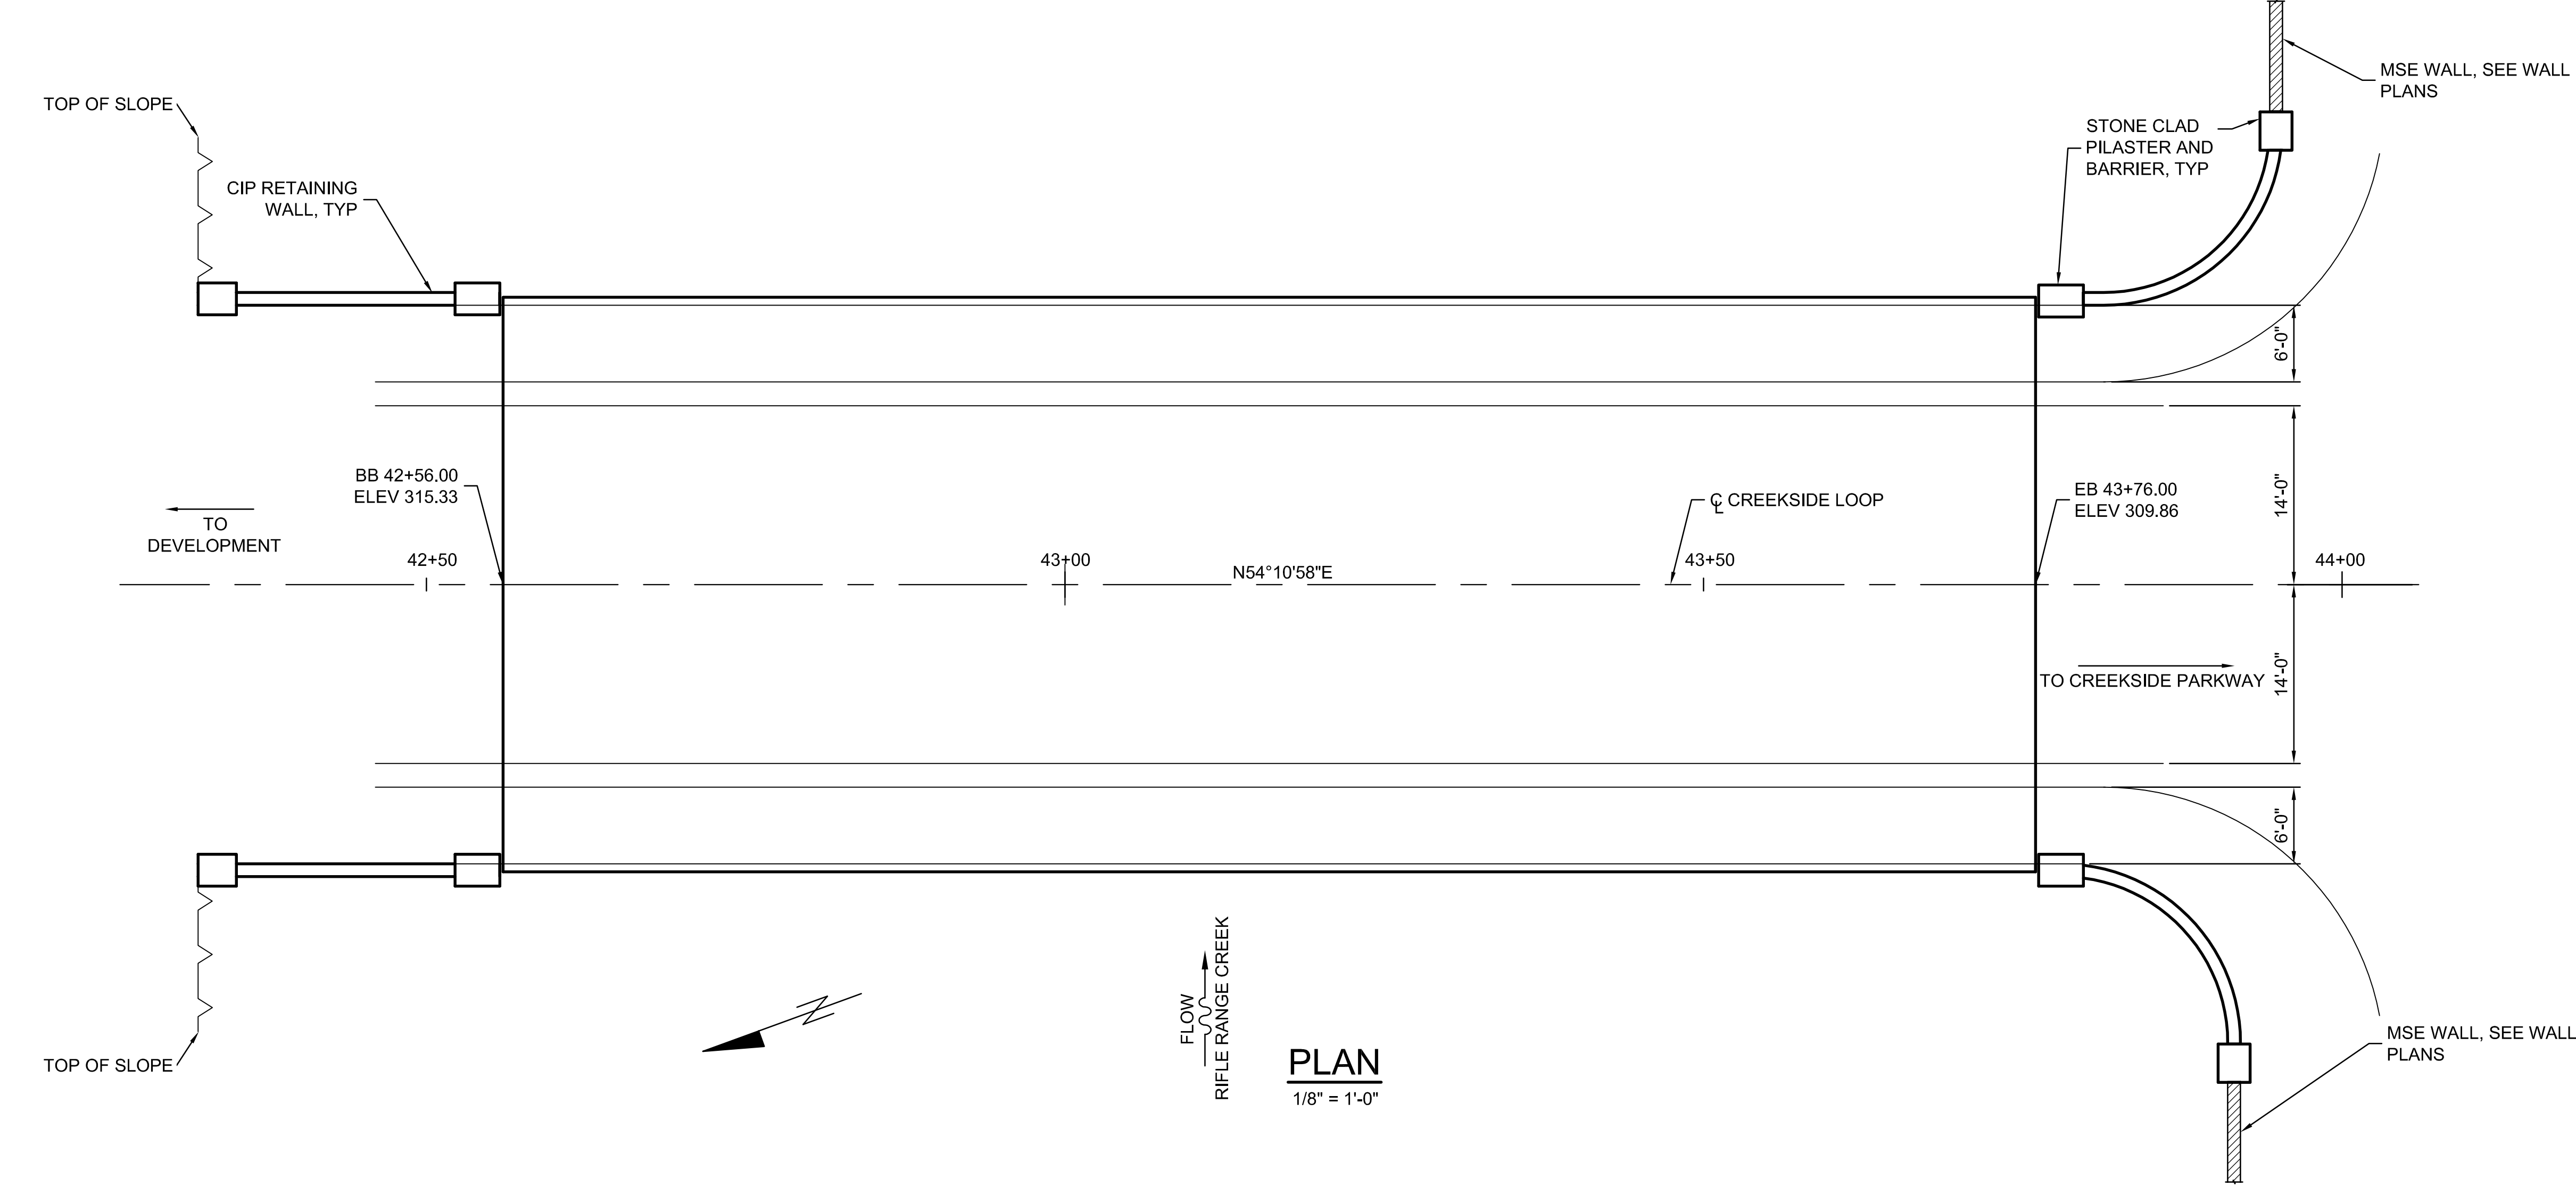 MSE WALL, SEE WALL
PLANS
TOP OF SLOPE
STONE CLAD
PILASTER AND
BARRIER, TYP
CIP RETAINING
WALL, TYP
6'-0"
14'-0"
BB 42+56.00
ELEV 315.33
℄ CREEKSIDE LOOP
EB 43+76.00
ELEV 309.86
TO
DEVELOPMENT
42+50
43+00
N54°10'58"E
43+50
44+00
14'-0"
TO CREEKSIDE PARKWAY
6'-0"
FLOW
RIFLE RANGE CREEK
TOP OF SLOPE
MSE WALL, SEE WALL
PLANS
PLAN
1/8" = 1'-0"